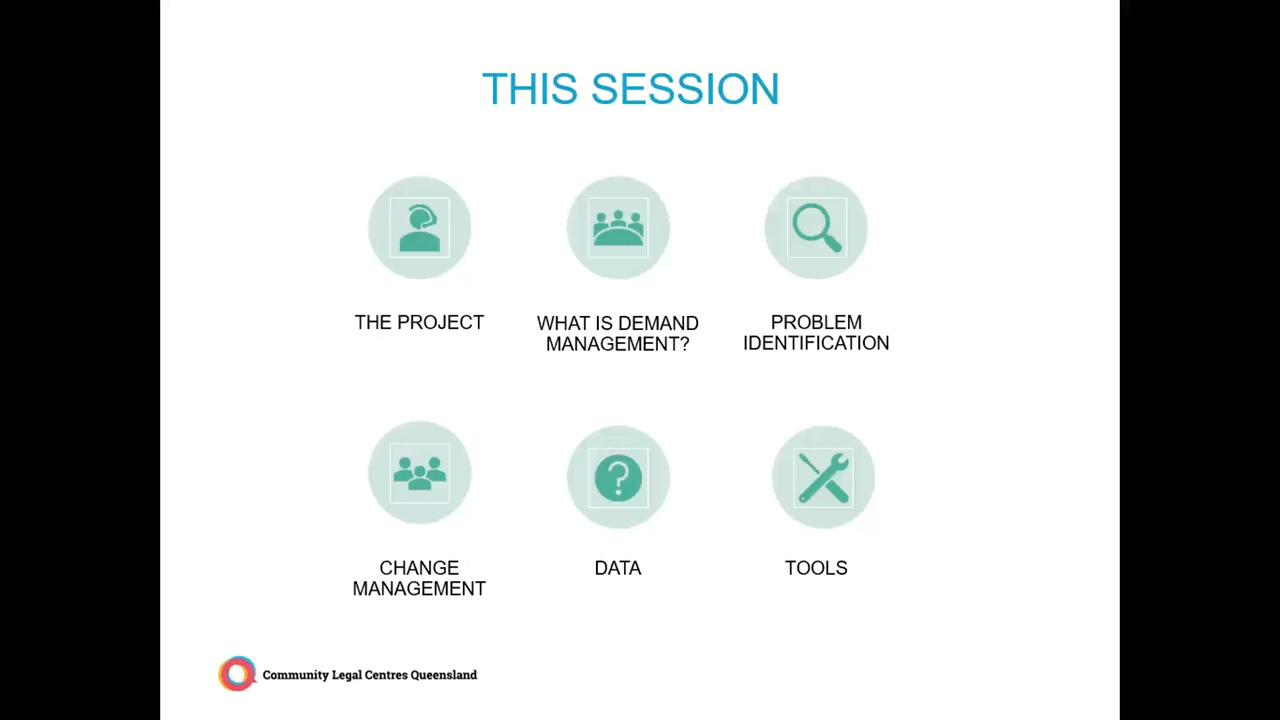 THIS SESSION
THE PROJECT
WHAT IS DEMAND
MANAGEMENT?
PROBLEM
IDENTIFICATION
CHANGE
MANAGEMENT
DATA
TOOLS
Community Legal Centres Queensland